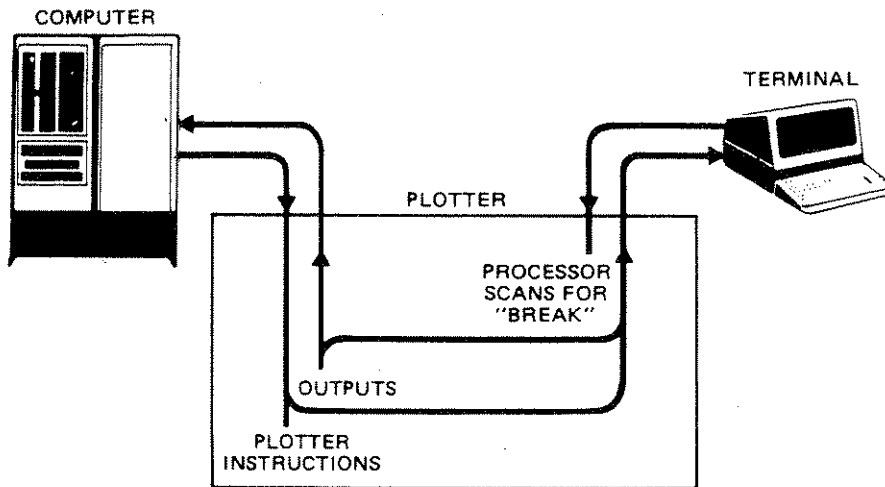 COMPUTER
TERMINAL
PLOTTER
PROCESSOR
SCANS FOR
"BREAK"
OUTPUTS
PLOTTER
INSTRUCTIONS